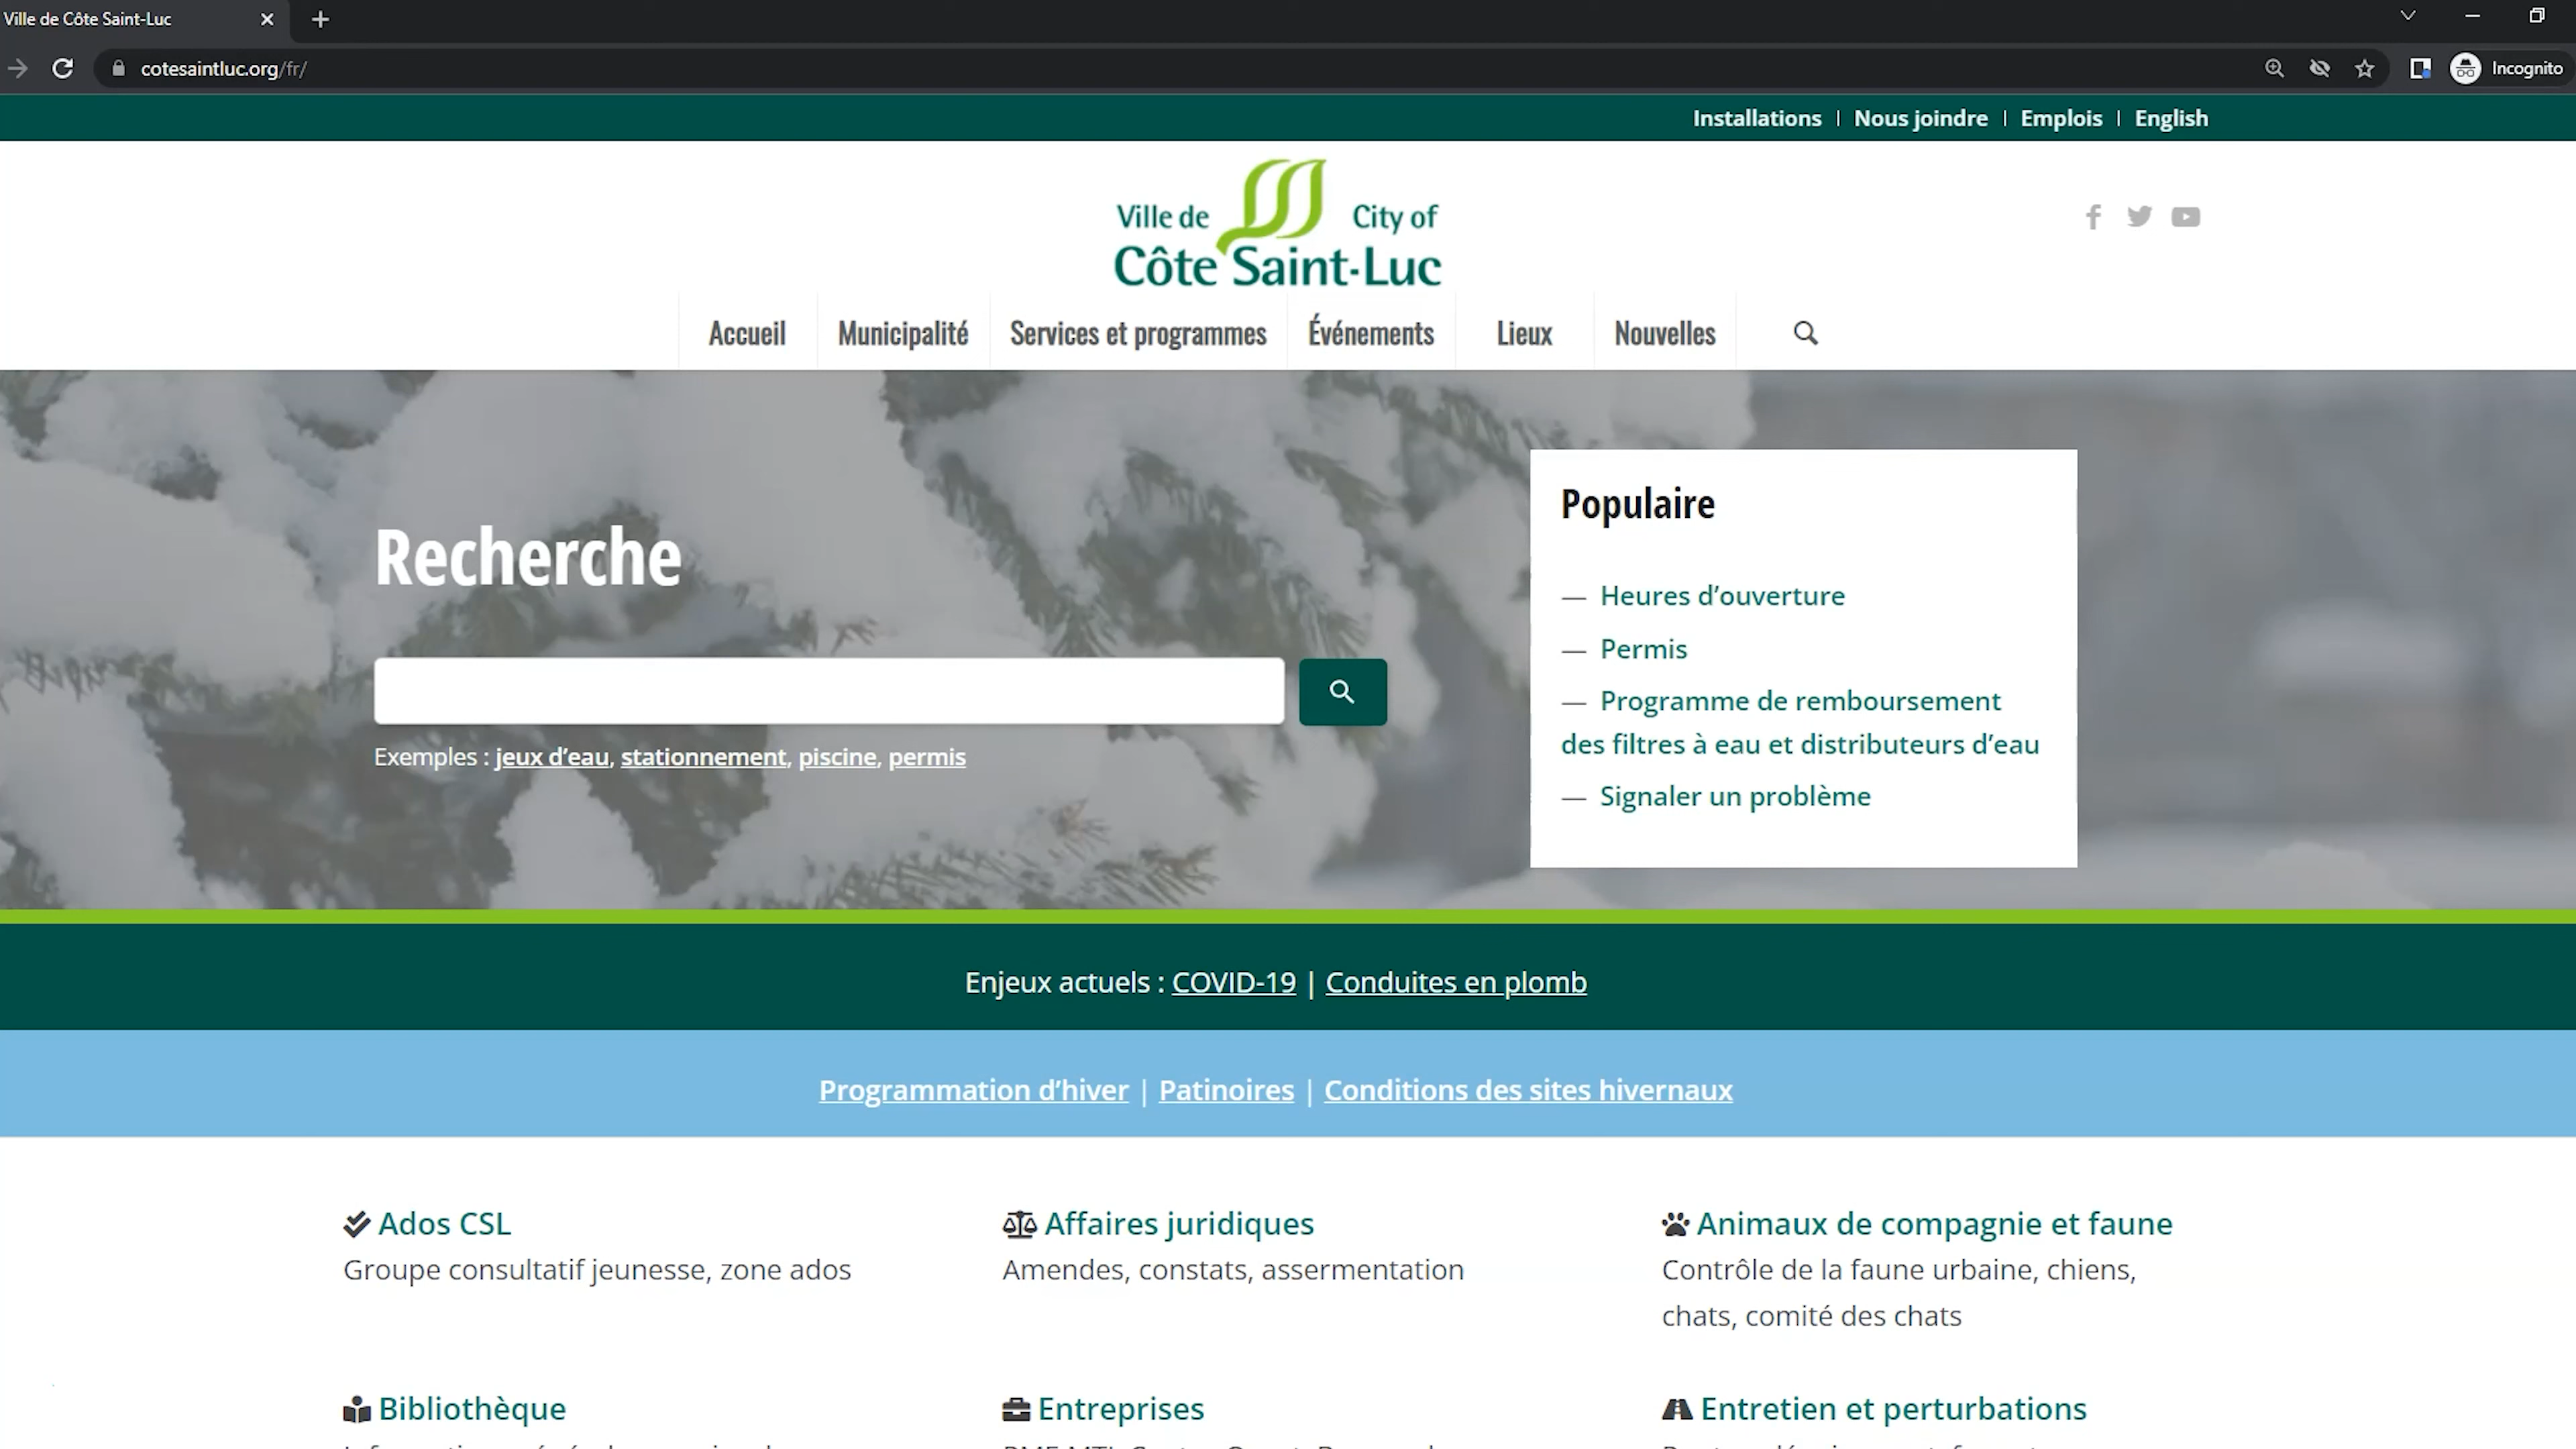 Ville de Côte Saint-Luc
cotesaintluc.org/fr/
Incognito
Installations | Nous joindre | Emplois | English
Ville de City of
Côte Saint-Luc
Accueil Municipalité Services et programmes Événements Lieux Nouvelles
Recherche
Exemples : jeux d’eau, stationnement, piscine, permis
Populaire
— Heures d’ouverture
— Permis
— Programme de remboursement
des filtres à eau et distributeurs d’eau
— Signaler un problème
Enjeux actuels : COVID-19 | Conduites en plomb
Programmation d’hiver | Patinoires | Conditions des sites hivernaux
Ados CSL
Groupe consultatif jeunesse, zone ados
Affaires juridiques
Amendes, constats, assermentation
Animaux de compagnie et faune
Contrôle de la faune urbaine, chiens,
chats, comité des chats
Bibliothèque
Entreprises
Entretien et perturbations